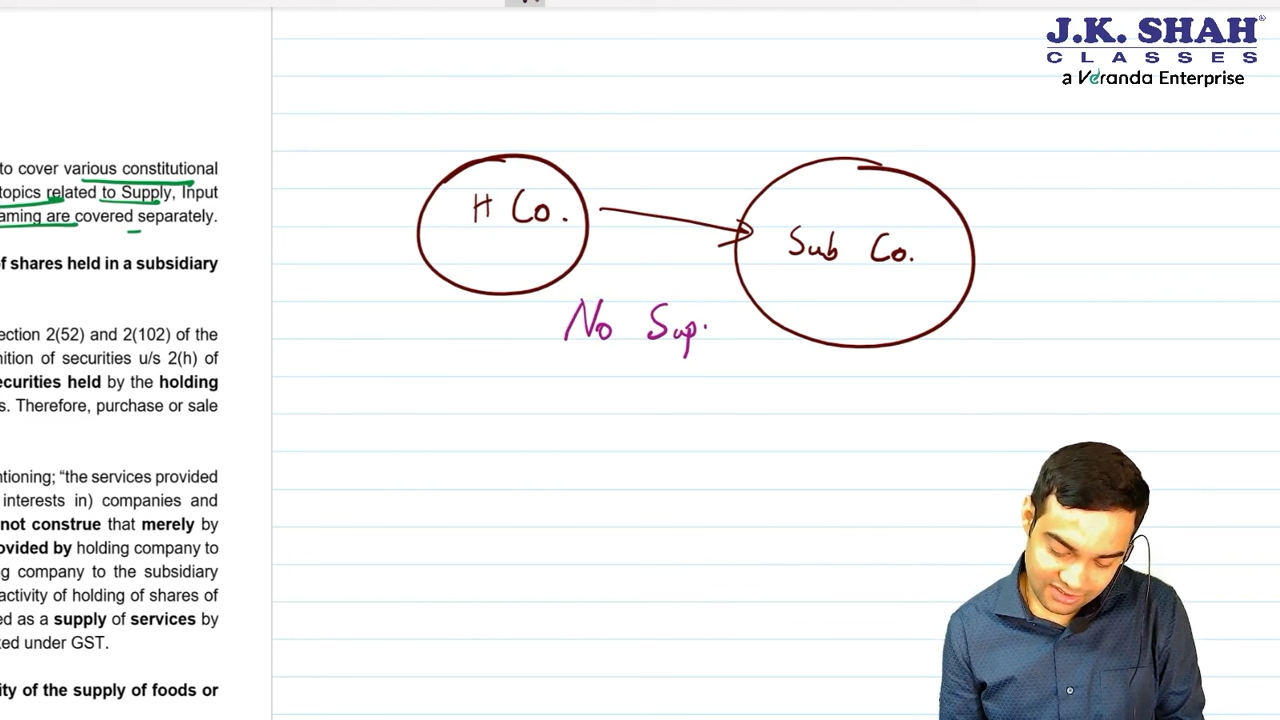 J.K. SHAH
CLASSES
a Veranda Enterprise
to cover various constitutional
topics related to Supply, Input
aming are covered separately.
of shares held in a subsidiary
ection 2(52) and 2(102) of the
nition of securities u/s 2(h) of
ecurities held by the holding
s. Therefore, purchase or sale
ntioning; “the services provided
interests in) companies and
not construe that merely by
ovided by holding company to
ng company to the subsidiary
activity of holding of shares of
ed as a supply of services by
xed under GST.
ity of the supply of foods or
H Co.
Sub Co.
No Sup.